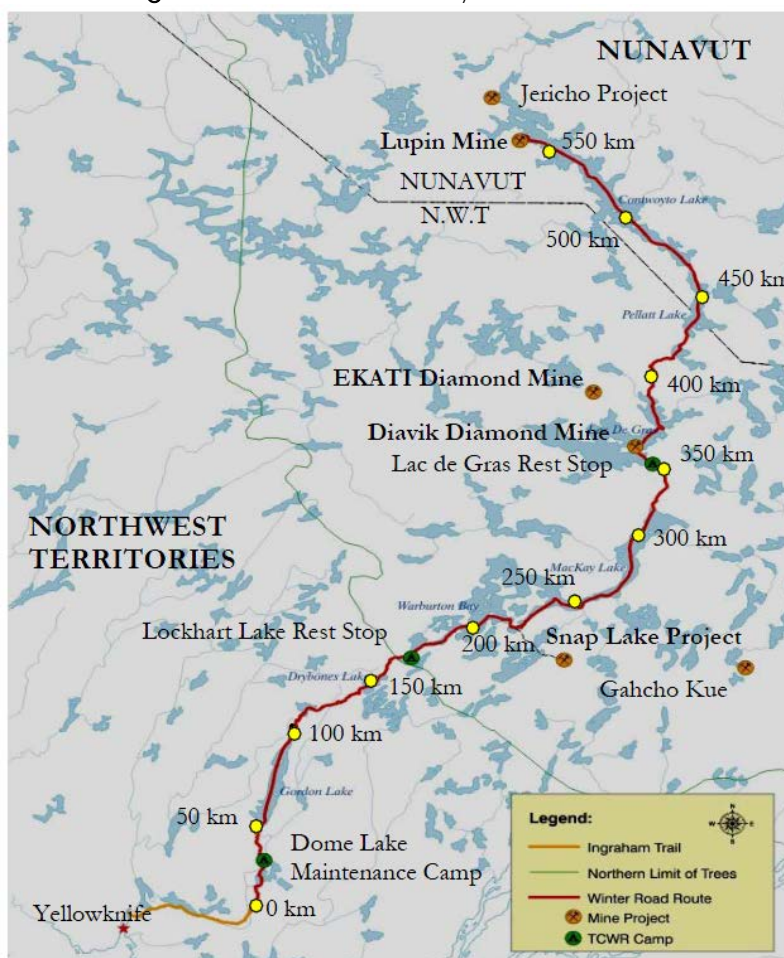 NUNAVUT
Jericho Project
Lupin Mine
550 km
NUNAVUT
N.W.T
Contwoyto Lake
500 km
450 km
Pellatt Lake
400 km
EKATI Diamond Mine
Diavik Diamond Mine
De Gras
Lac de Gras Rest Stop
350 km
NORTHWEST
TERRITORIES
300 km
MacKay Lake
250 km
Warburton Bay
Lockhart Lake Rest Stop
200 km
Snap Lake Project
Drybones Lake
150 km
Gahcho Kue
100 km
Gordon Lake
50 km
Dome Lake
Maintenance Camp
Yellowknife
0 km
Legend:
N
W
E
S
Ingraham Trail
Northern Limit of Trees
Winter Road Route
Mine Project
TCWR Camp